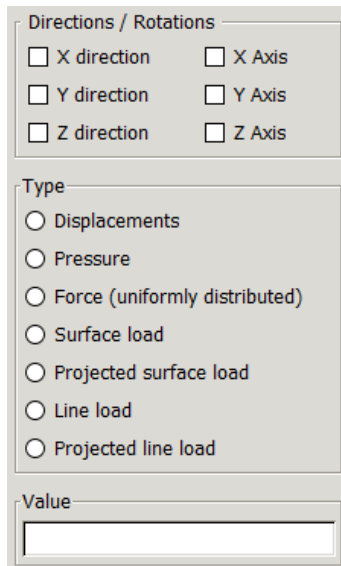 Directions / Rotations
X direction X Axis
Y direction Y Axis
Z direction Z Axis
Type
Displacements
Pressure
Force (uniformly distributed)
Surface load
Projected surface load
Line load
Projected line load
Value